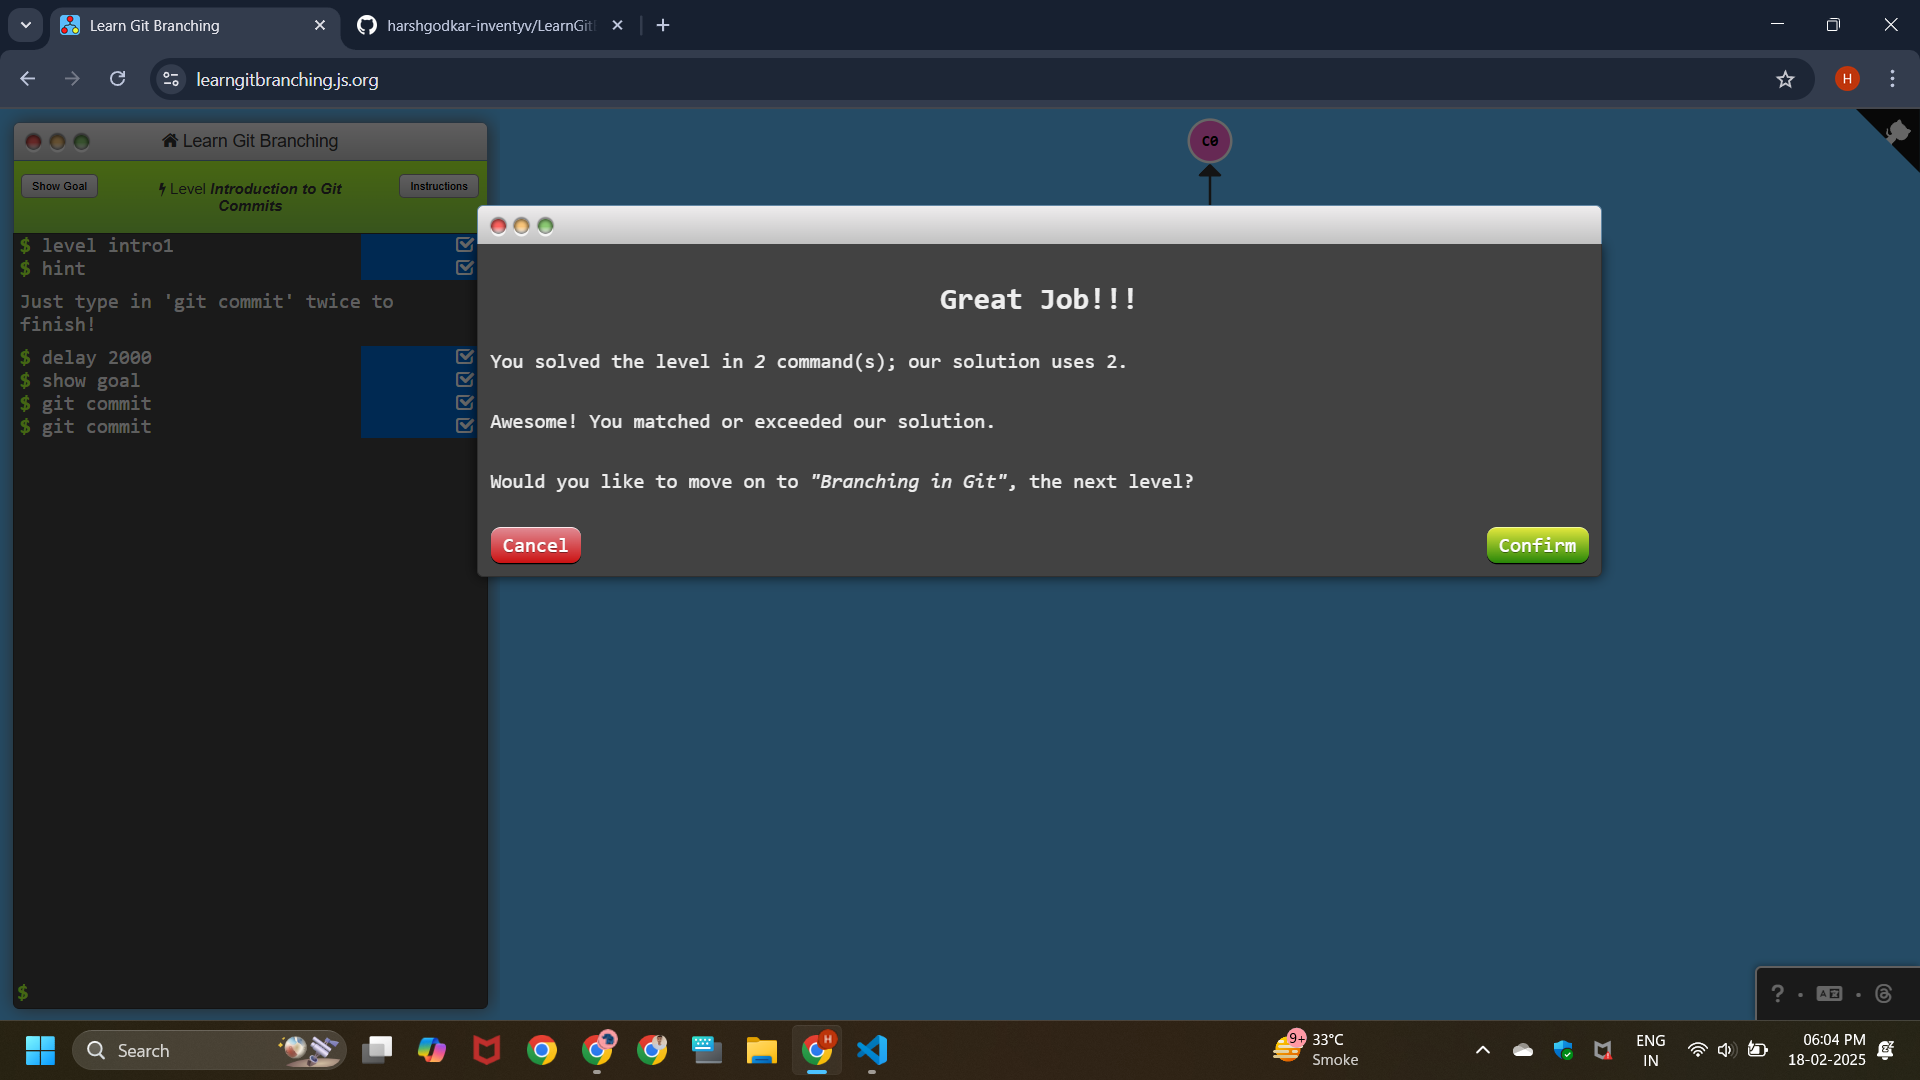 Learn Git Branching
harshgodkar-inventyv/LearnGit
learngitbranching.js.org
H
Learn Git Branching
Show Goal
Level Introduction to Git Commits
Instructions
$ level intro1
$ hint
Just type in 'git commit' twice to
finish!
$ delay 2000
$ show goal
$ git commit
$ git commit
$
C0
Great Job!!!
You solved the level in 2 command(s); our solution uses 2.
Awesome! You matched or exceeded our solution.
Would you like to move on to "Branching in Git", the next level?
Cancel
Confirm
?
Search
H
9+
33°C
Smoke
ENG
IN
06:04 PM
18-02-2025